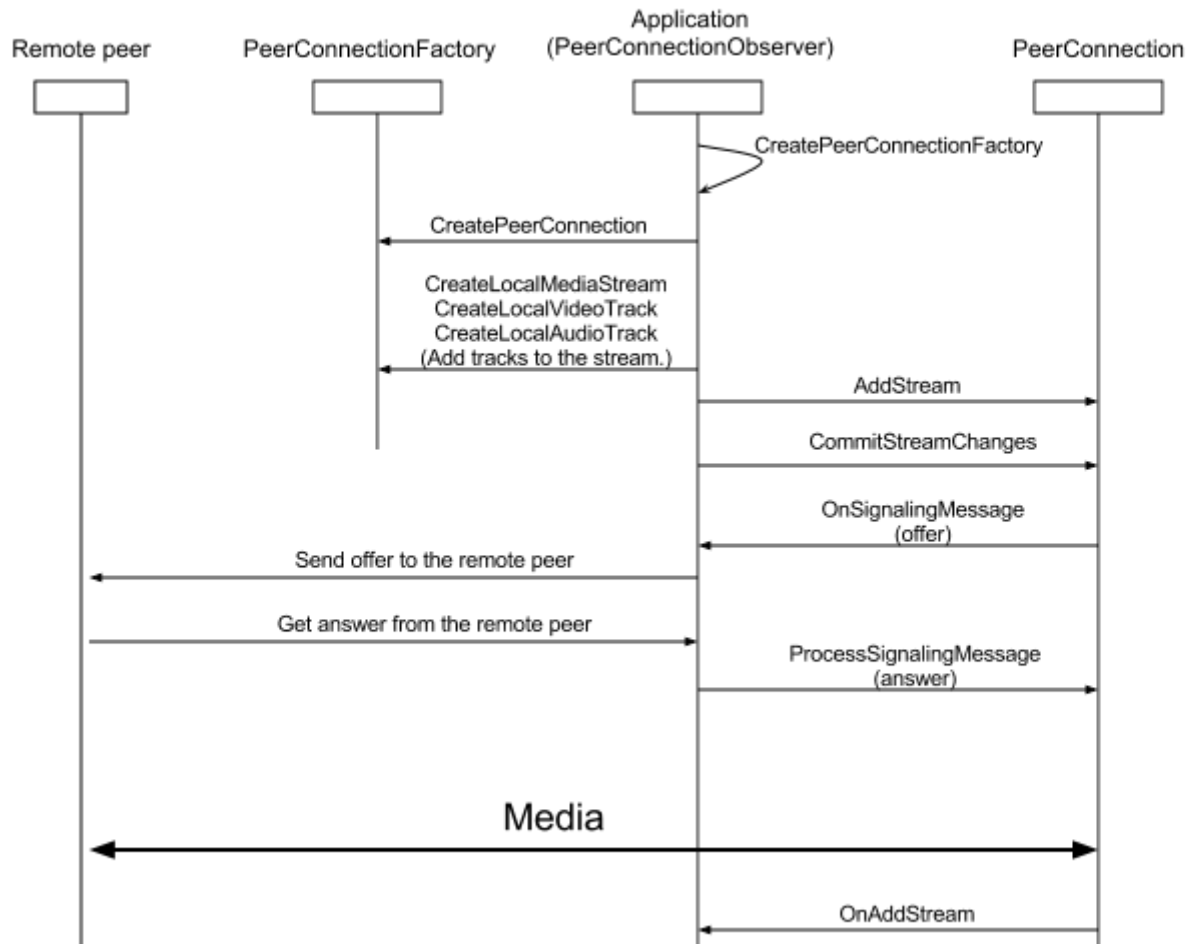 Remote peer
PeerConnectionFactory
Application
(PeerConnectionObserver)
PeerConnection
CreatePeerConnectionFactory
CreatePeerConnection
CreateLocalMediaStream
CreateLocalVideoTrack
CreateLocalAudioTrack
(Add tracks to the stream.)
AddStream
CommitStreamChanges
OnSignalingMessage
(offer)
Send offer to the remote peer
Get answer from the remote peer
ProcessSignalingMessage
(answer)
Media
OnAddStream